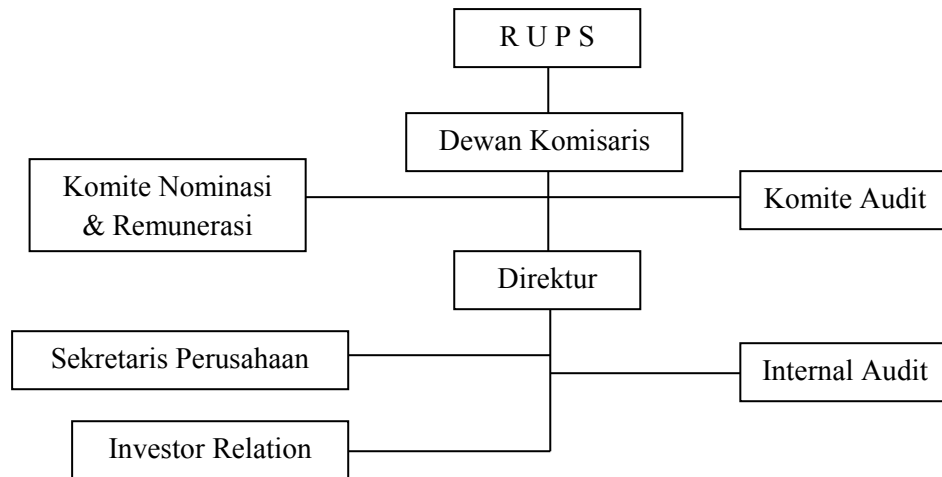 R U P S
Dewan Komisaris
Komite Nominasi
& Remunerasi
Komite Audit
Direktur
Sekretaris Perusahaan
Internal Audit
Investor Relation